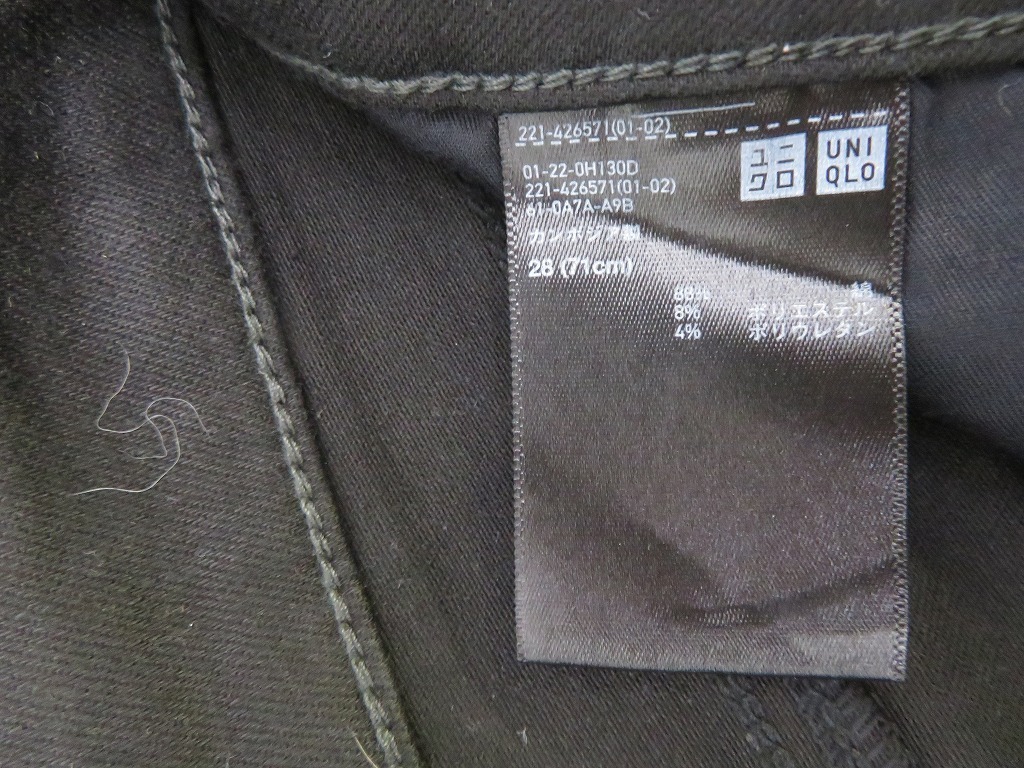 221-426571(01-02)
ユニ
クロ
UNI
QLO
01-22-0H130D
221-426571(01-02)
61-0A7A-A9B
カンボジア製
28 (71cm)
88% 綿
8% ポリエステル
4% ポリウレタン